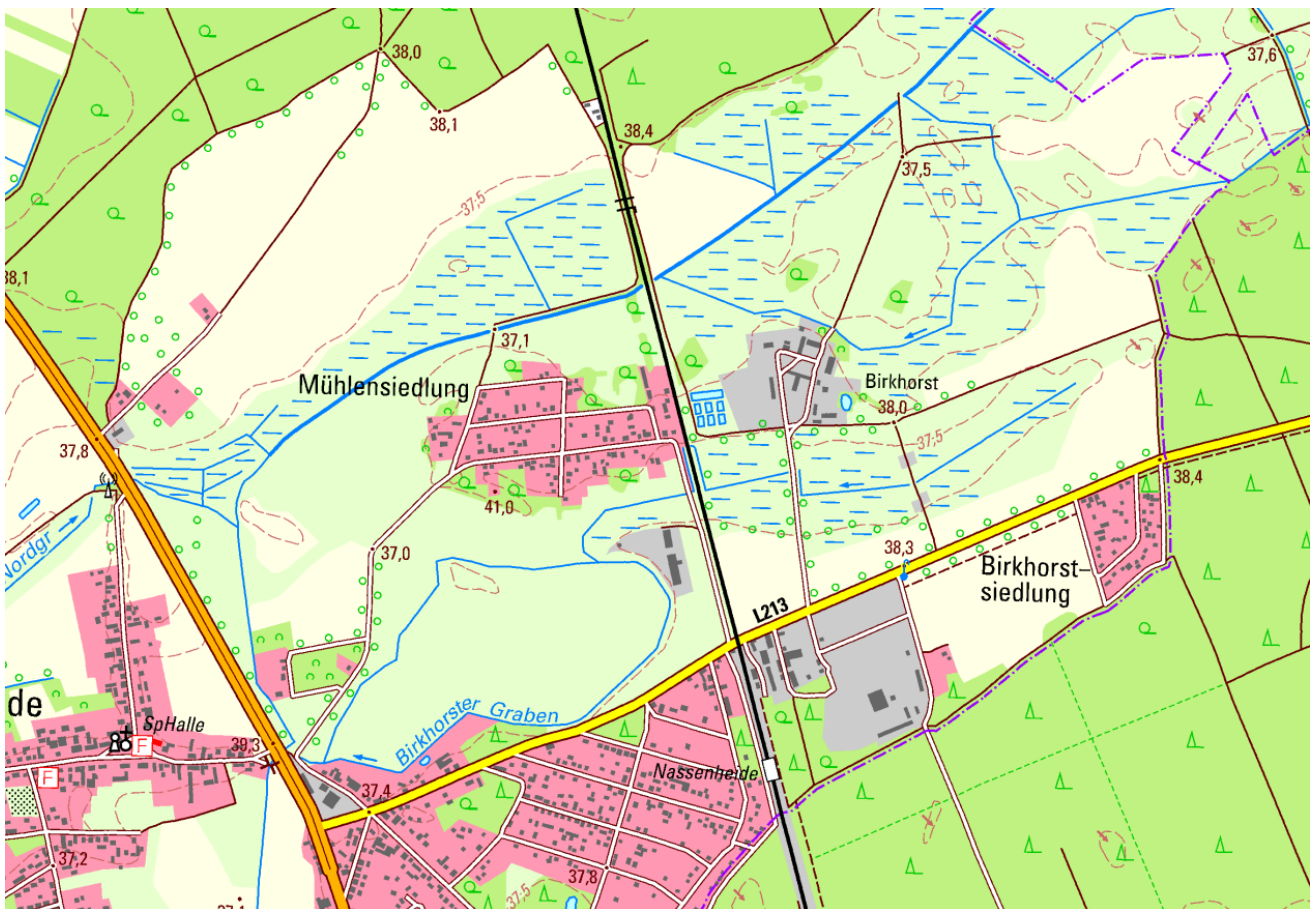 38,0
38,1
38,4
37,6
37,5
37,5
38,1
37,1
Mühlensiedlung
Birkhorst
38,0
37,5
37,8
41,0
38,4
Nordgr
37,0
38,3
Birkhorst-
siedlung
L213
de
SpHalle
F
39,3
Birkhorster Graben
Nassenheide
F
37,4
37,2
37,8
37,5